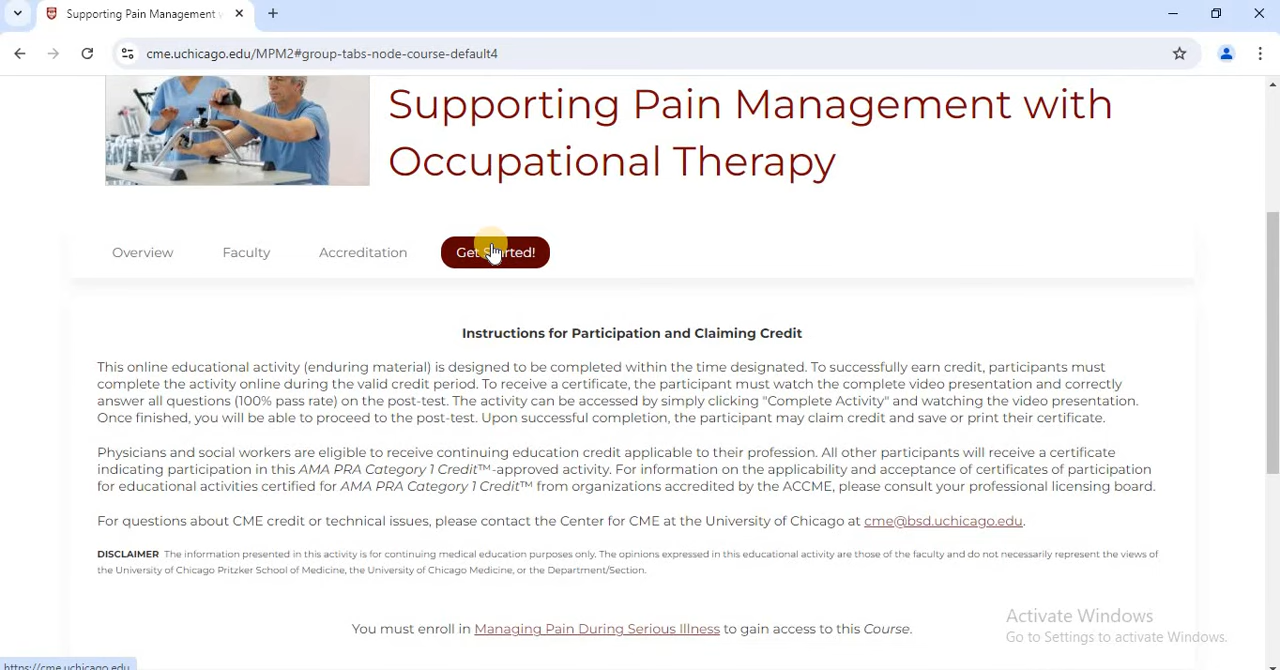 Supporting Pain Management w
cme.uchicago.edu/MPM2#group-tabs-node-course-default4
Supporting Pain Management with
Occupational Therapy
Overview
Faculty
Accreditation
Get Started!
Instructions for Participation and Claiming Credit
This online educational activity (enduring material) is designed to be completed within the time designated. To successfully earn credit, participants must
complete the activity online during the valid credit period. To receive a certificate, the participant must watch the complete video presentation and correctly
answer all questions (100% pass rate) on the post-test. The activity can be accessed by simply clicking "Complete Activity" and watching the video presentation.
Once finished, you will be able to proceed to the post-test. Upon successful completion, the participant may claim credit and save or print their certificate.
Physicians and social workers are eligible to receive continuing education credit applicable to their profession. All other participants will receive a certificate
indicating participation in this AMA PRA Category 1 Credit™-approved activity. For information on the applicability and acceptance of certificates of participation
for educational activities certified for AMA PRA Category 1 Credit™ from organizations accredited by the ACCME, please consult your professional licensing board.
For questions about CME credit or technical issues, please contact the Center for CME at the University of Chicago at cme@bsd.uchicago.edu.
DISCLAIMER The information presented in this activity is for continuing medical education purposes only. The opinions expressed in this educational activity are those of the faculty and do not necessarily represent the views of
the University of Chicago Pritzker School of Medicine, the University of Chicago Medicine, or the Department/Section.
You must enroll in Managing Pain During Serious Illness to gain access to this Course.
Activate Windows
Go to Settings to activate Windows.
https://cme.uchicago.edu